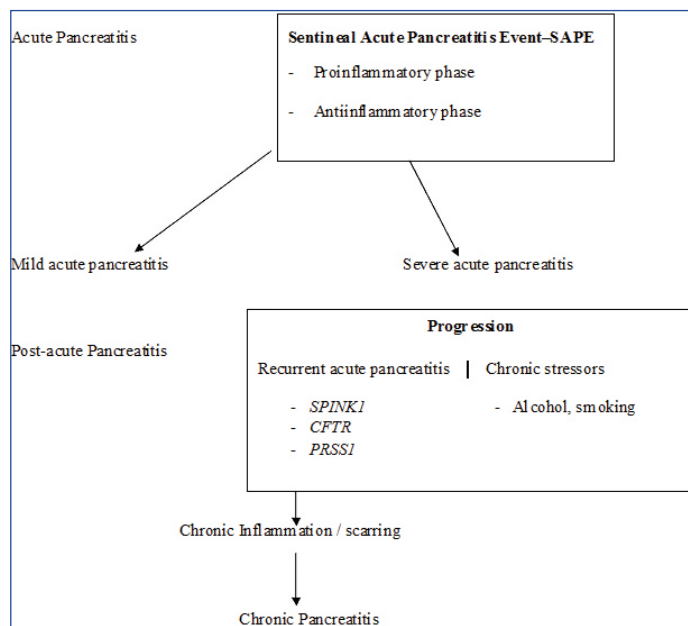 Acute Pancreatitis
Sentineal Acute Pancreatitis Event–SAPE
- Proinflammatory phase
- Antiinflammatory phase
Mild acute pancreatitis
Severe acute pancreatitis
Post-acute Pancreatitis
Progression
Recurrent acute pancreatitis | Chronic stressors
- SPINK1
- CFTR
- PRSS1
- Alcohol, smoking
Chronic Inflammation / scarring
Chronic Pancreatitis